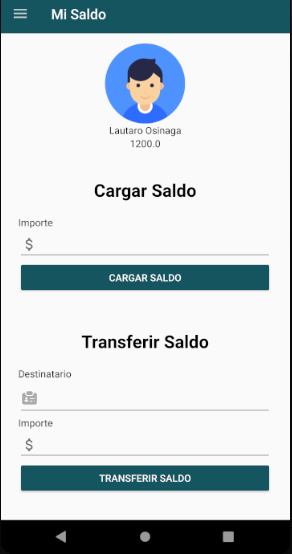 Mi Saldo
Lautaro Osinaga
1200.0
Cargar Saldo
Importe
$
CARGAR SALDO
Transferir Saldo
Destinatario
Importe
$
TRANSFERIR SALDO